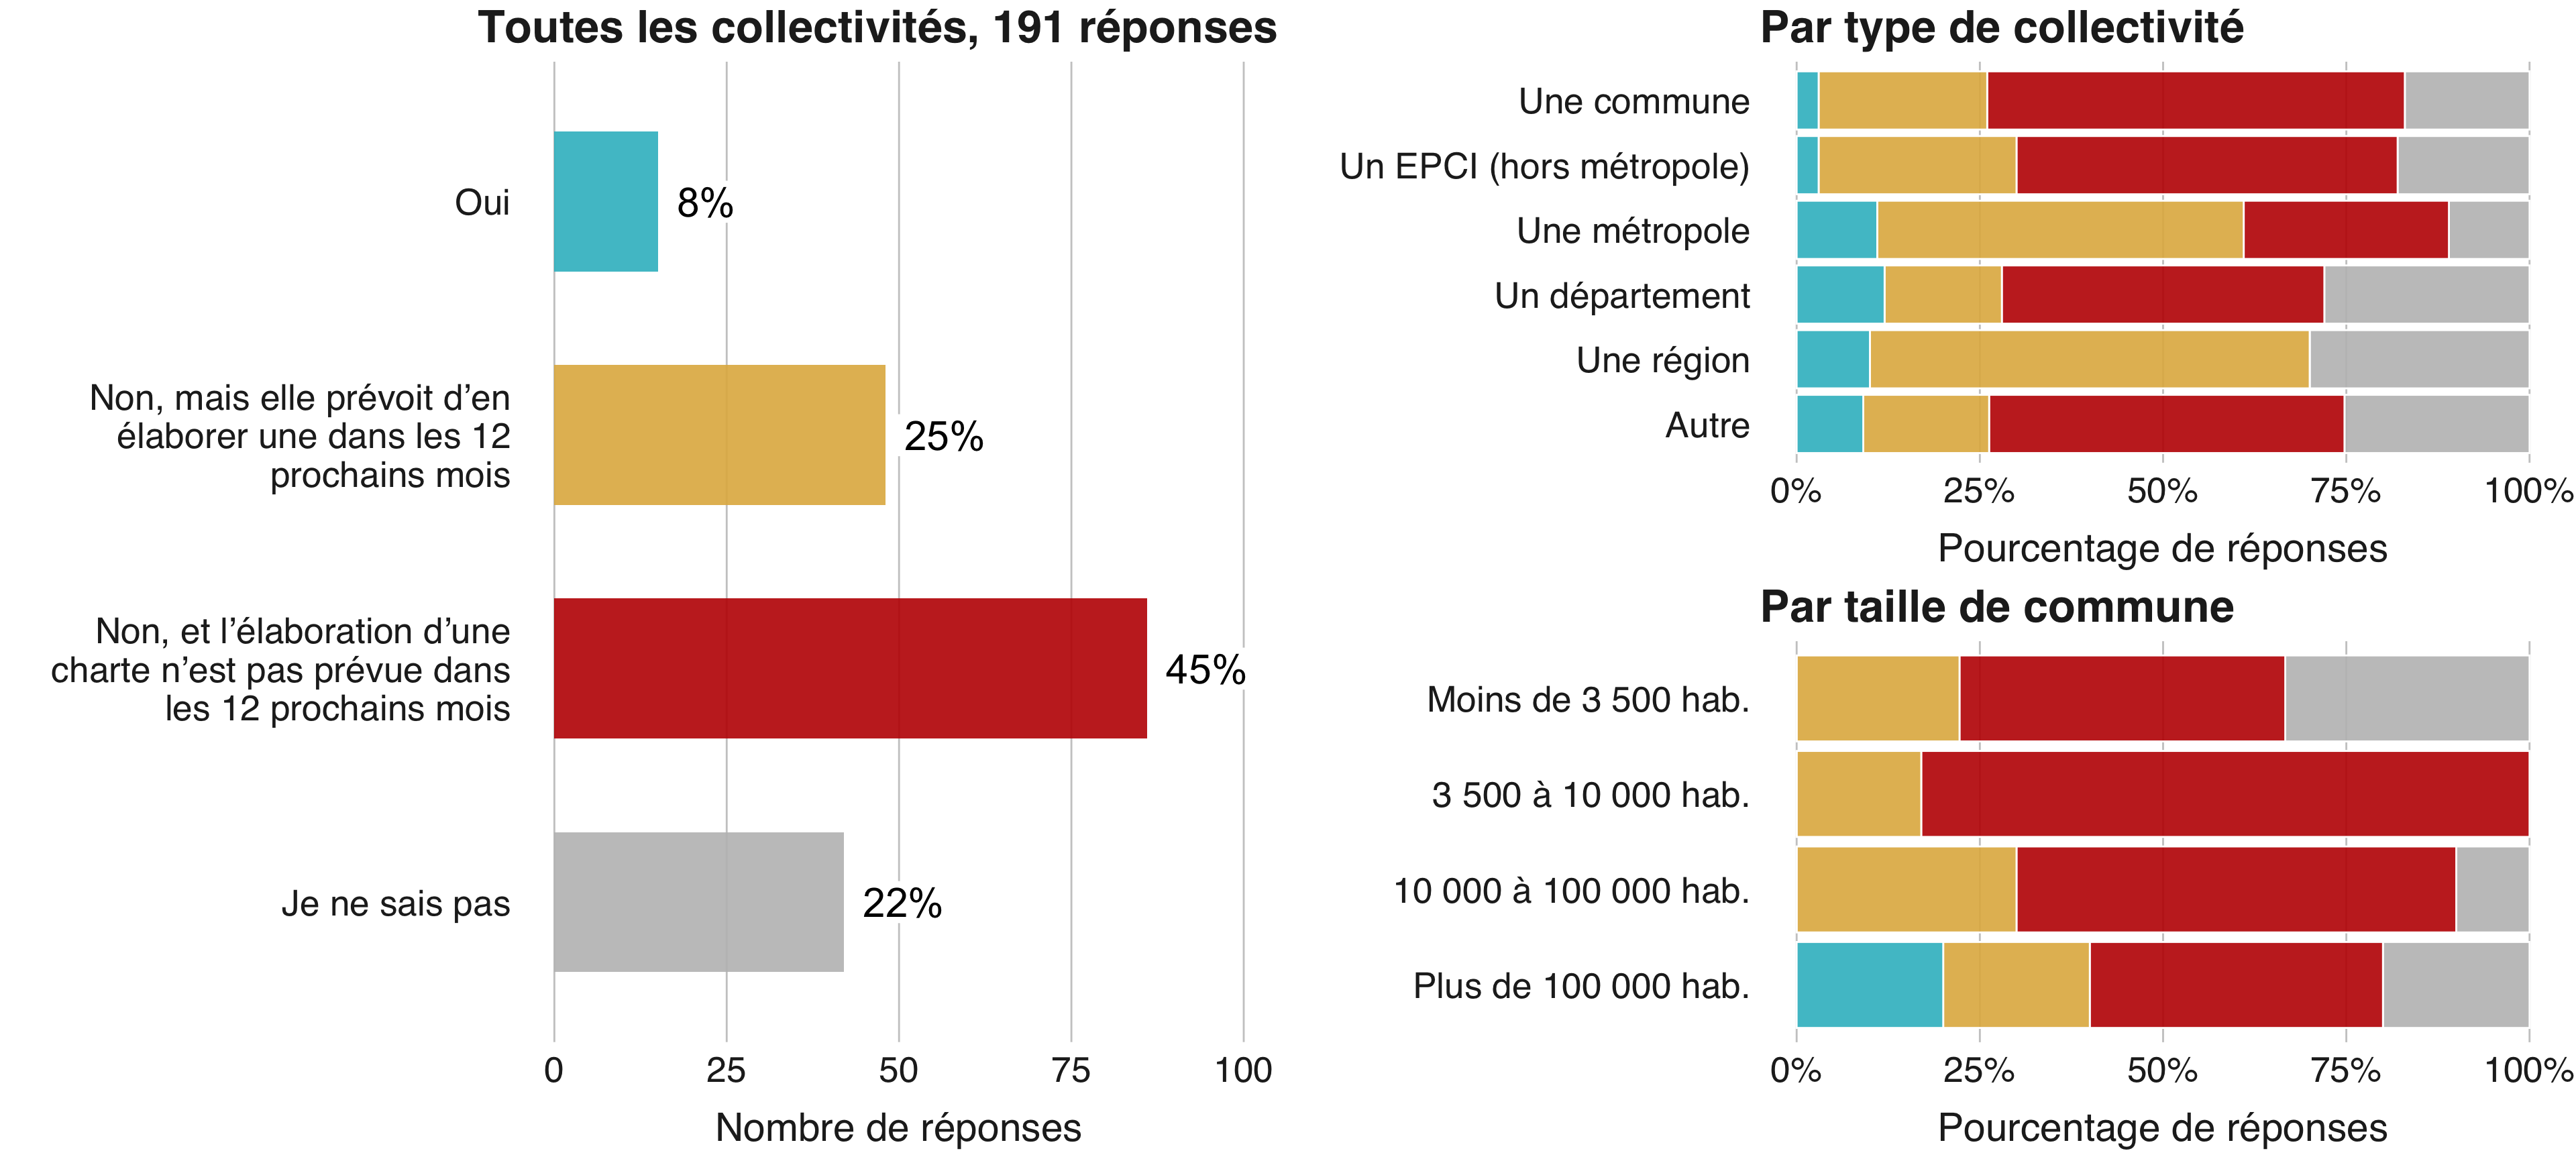 Toutes les collectivités, 191 réponses
Oui
8%
Non, mais elle prévoit d’en
élaborer une dans les 12
prochains mois
25%
Non, et l’élaboration d’une
charte n’est pas prévue dans
les 12 prochains mois
45%
Je ne sais pas
22%
0 25 50 75 100
Nombre de réponses
Par type de collectivité
Une commune
Un EPCI (hors métropole)
Une métropole
Un département
Une région
Autre
0% 25% 50% 75% 100%
Pourcentage de réponses
Par taille de commune
Moins de 3 500 hab.
3 500 à 10 000 hab.
10 000 à 100 000 hab.
Plus de 100 000 hab.
0% 25% 50% 75% 100%
Pourcentage de réponses